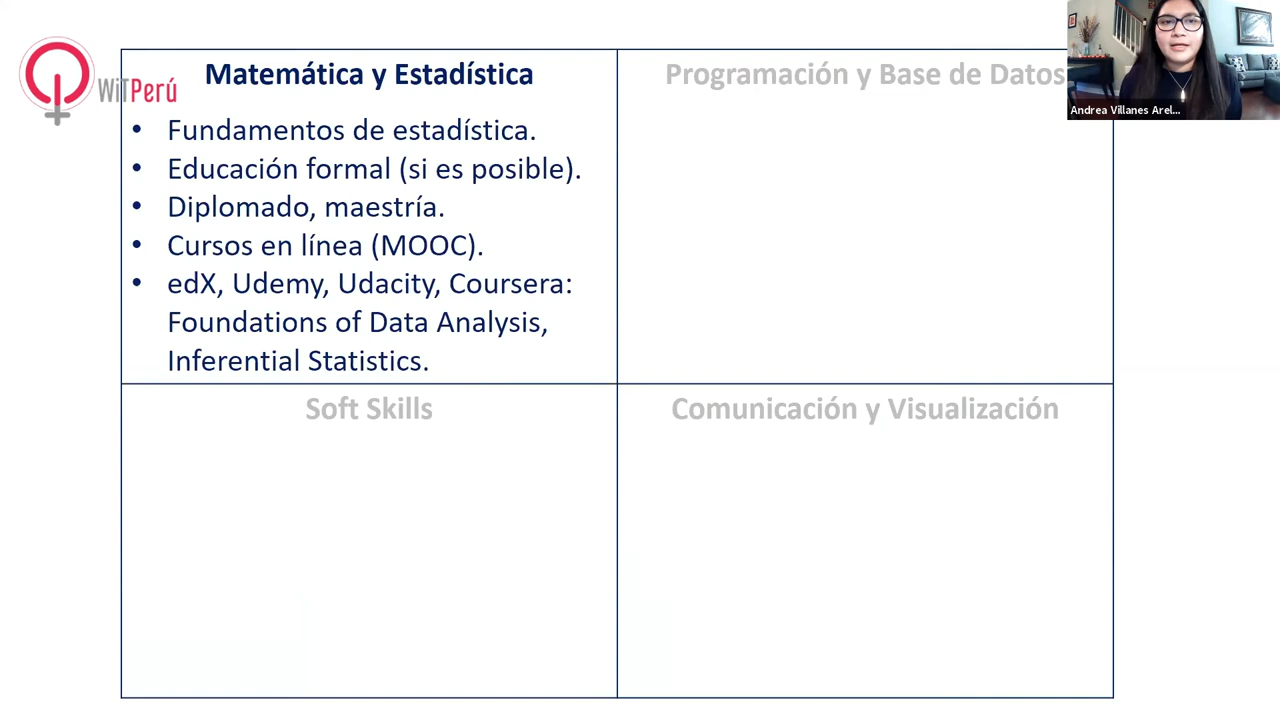 WiTPerú
Matemática y Estadística
• Fundamentos de estadística.
• Educación formal (si es posible).
• Diplomado, maestría.
• Cursos en línea (MOOC).
• edX, Udemy, Udacity, Coursera:
Foundations of Data Analysis,
Inferential Statistics.
Programación y Base de Datos
Soft Skills
Comunicación y Visualización
Andrea Villanes Arel...